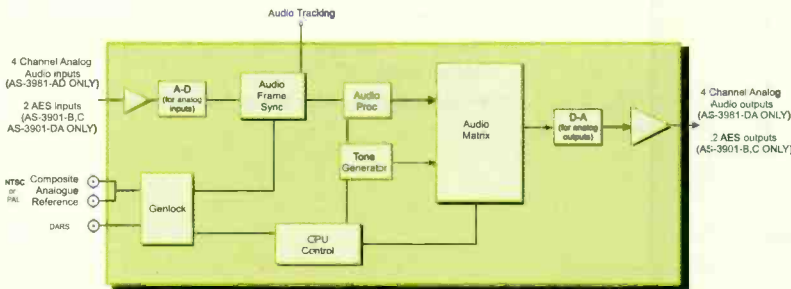 Audio Tracking
4 Channel Analog
Audio inputs
(AS-3981-AD ONLY)
2 AES Inputs
(AS-3901-B,C
AS-3901-DA ONLY)
A-D
(for analog
inputs)
Audio
Frame
Sync
Audio
Proc
Tone
Generator
Audio
Matrix
D-A
(for analog
outputs)
4 Channel Analog
Audio outputs
(AS-3981-DA ONLY)
2 AES outputs
(AS-3901-B,C ONLY)
NTSC
or
PAL
Composite
Analogue
Reference
DARS
Genlock
CPU
Control